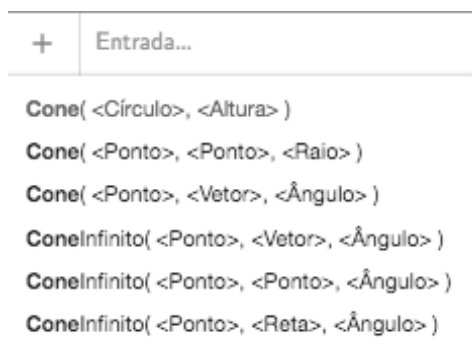 + Entrada...
Cone( <Círculo>, <Altura> )
Cone( <Ponto>, <Ponto>, <Raio> )
Cone( <Ponto>, <Vetor>, <Ângulo> )
ConeInfinito( <Ponto>, <Vetor>, <Ângulo> )
ConeInfinito( <Ponto>, <Ponto>, <Ângulo> )
ConeInfinito( <Ponto>, <Reta>, <Ângulo> )